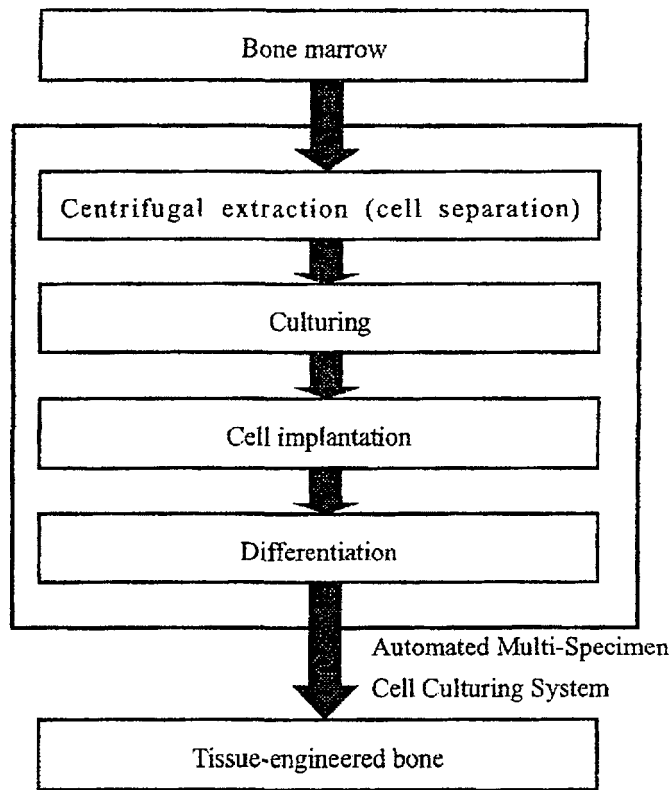 Bone marrow
Centrifugal extraction (cell separation)
Culturing
Cell implantation
Differentiation
Automated Multi-Specimen
Cell Culturing System
Tissue-engineered bone